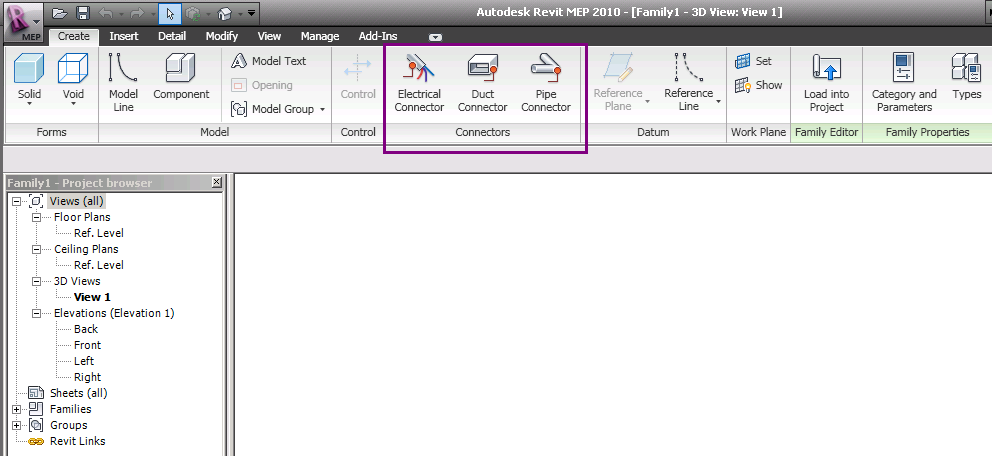 Autodesk Revit MEP 2010 - [Family1 - 3D View: View 1]
MEP
Create Insert Detail Modify View Manage Add-Ins
Solid
Void
Model Line
Component
Model Text
Opening
Model Group
Control
Electrical Connector
Duct Connector
Pipe Connector
Reference Plane
Reference Line
Set
Show
Load into Project
Category and Parameters
Types
Forms Model Control Connectors Datum Work Plane Family Editor Family Properties
Family1 - Project browser
Views (all)
Floor Plans
Ref. Level
Ceiling Plans
Ref. Level
3D Views
View 1
Elevations (Elevation 1)
Back
Front
Left
Right
Sheets (all)
Families
Groups
Revit Links